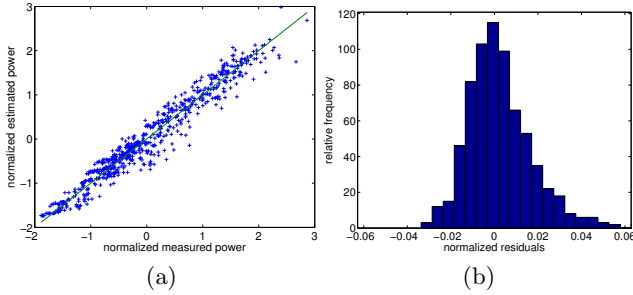 3
2
1
0
−1
−2
−2 −1 0 1 2 3
normalized estimated power
normalized measured power
(a)
120
100
80
60
40
20
0
−0.06 −0.04 −0.02 0 0.02 0.04 0.06
relative frequency
normalized residuals
(b)